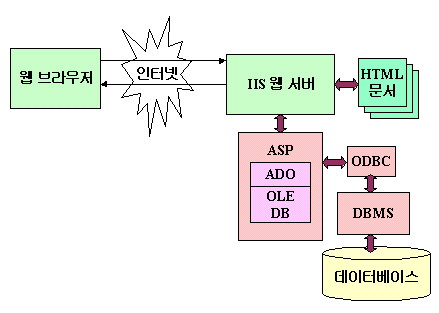 웹 브라우저
인터넷
IIS 웹 서버
HTML
문서
ASP
ADO
OLE
DB
ODBC
DBMS
데이터베이스